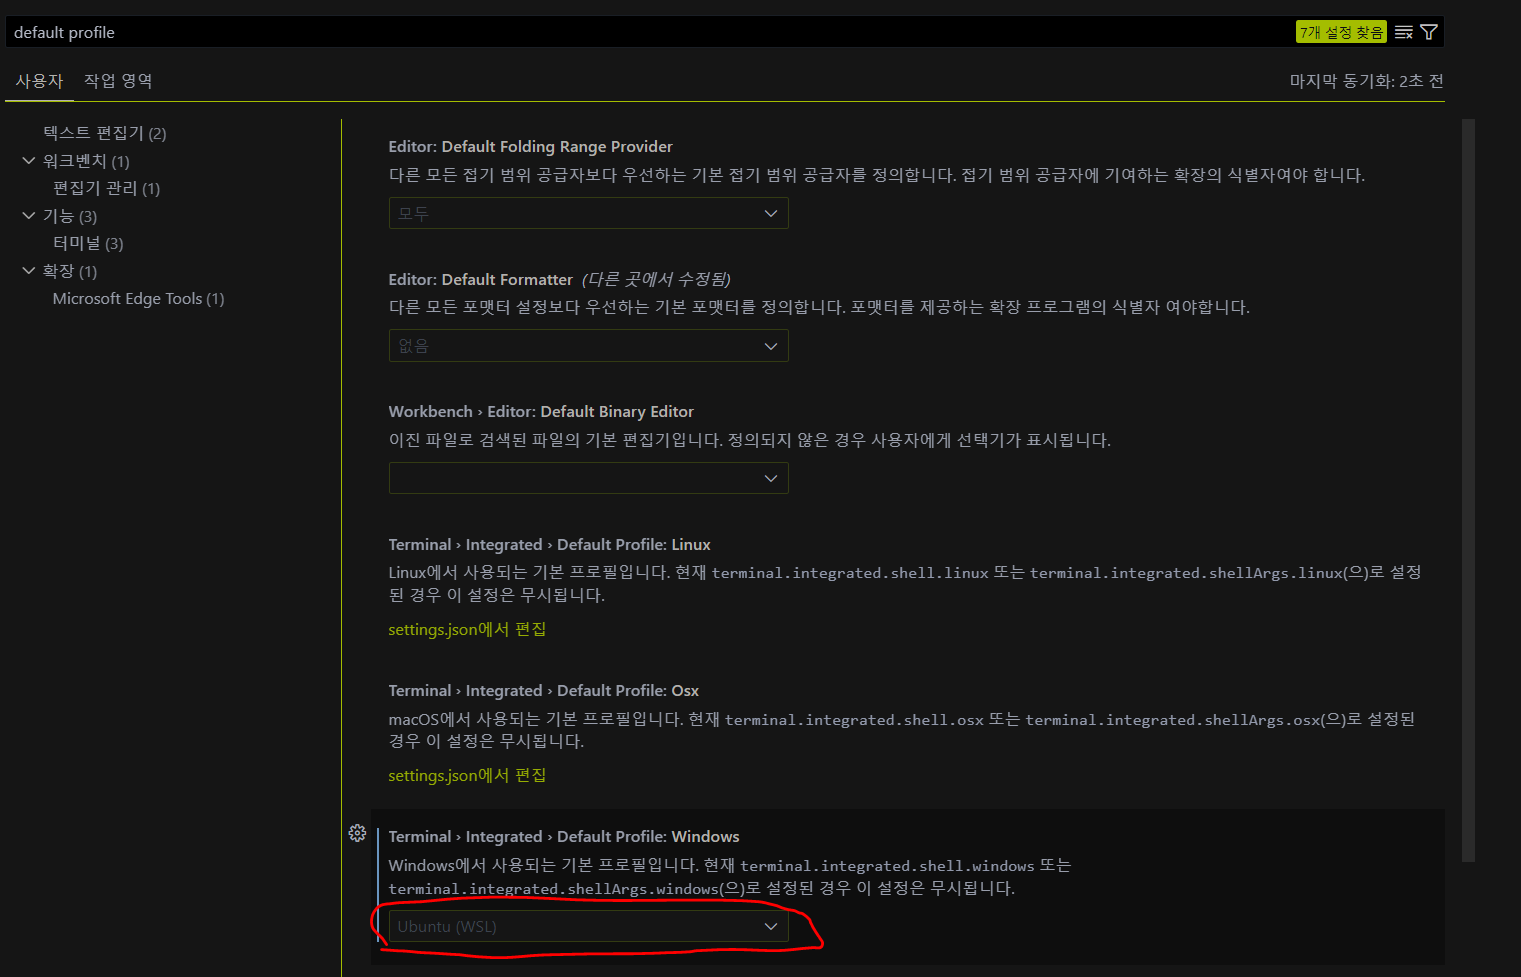 default profile
7개 설정 찾음
사용자
작업 영역
마지막 동기화: 2초 전
텍스트 편집기 (2)
워크벤치 (1)
편집기 관리 (1)
기능 (3)
터미널 (3)
확장 (1)
Microsoft Edge Tools (1)
Editor: Default Folding Range Provider
다른 모든 접기 범위 공급자보다 우선하는 기본 접기 범위 공급자를 정의합니다. 접기 범위 공급자에 기여하는 확장의 식별자여야 합니다.
모두
Editor: Default Formatter (다른 곳에서 수정됨)
다른 모든 포맷터 설정보다 우선하는 기본 포맷터를 정의합니다. 포맷터를 제공하는 확장 프로그램의 식별자 여야합니다.
없음
Workbench › Editor: Default Binary Editor
이진 파일로 검색된 파일의 기본 편집기입니다. 정의되지 않은 경우 사용자에게 선택기가 표시됩니다.
Terminal › Integrated › Default Profile: Linux
Linux에서 사용되는 기본 프로필입니다. 현재 terminal.integrated.shell.linux 또는 terminal.integrated.shellArgs.linux(으)로 설정
된 경우 이 설정은 무시됩니다.
settings.json에서 편집
Terminal › Integrated › Default Profile: Osx
macOS에서 사용되는 기본 프로필입니다. 현재 terminal.integrated.shell.osx 또는 terminal.integrated.shellArgs.osx(으)로 설정된
경우 이 설정은 무시됩니다.
settings.json에서 편집
Terminal › Integrated › Default Profile: Windows
Windows에서 사용되는 기본 프로필입니다. 현재 terminal.integrated.shell.windows 또는
terminal.integrated.shellArgs.windows(으)로 설정된 경우 이 설정은 무시됩니다.
Ubuntu (WSL)